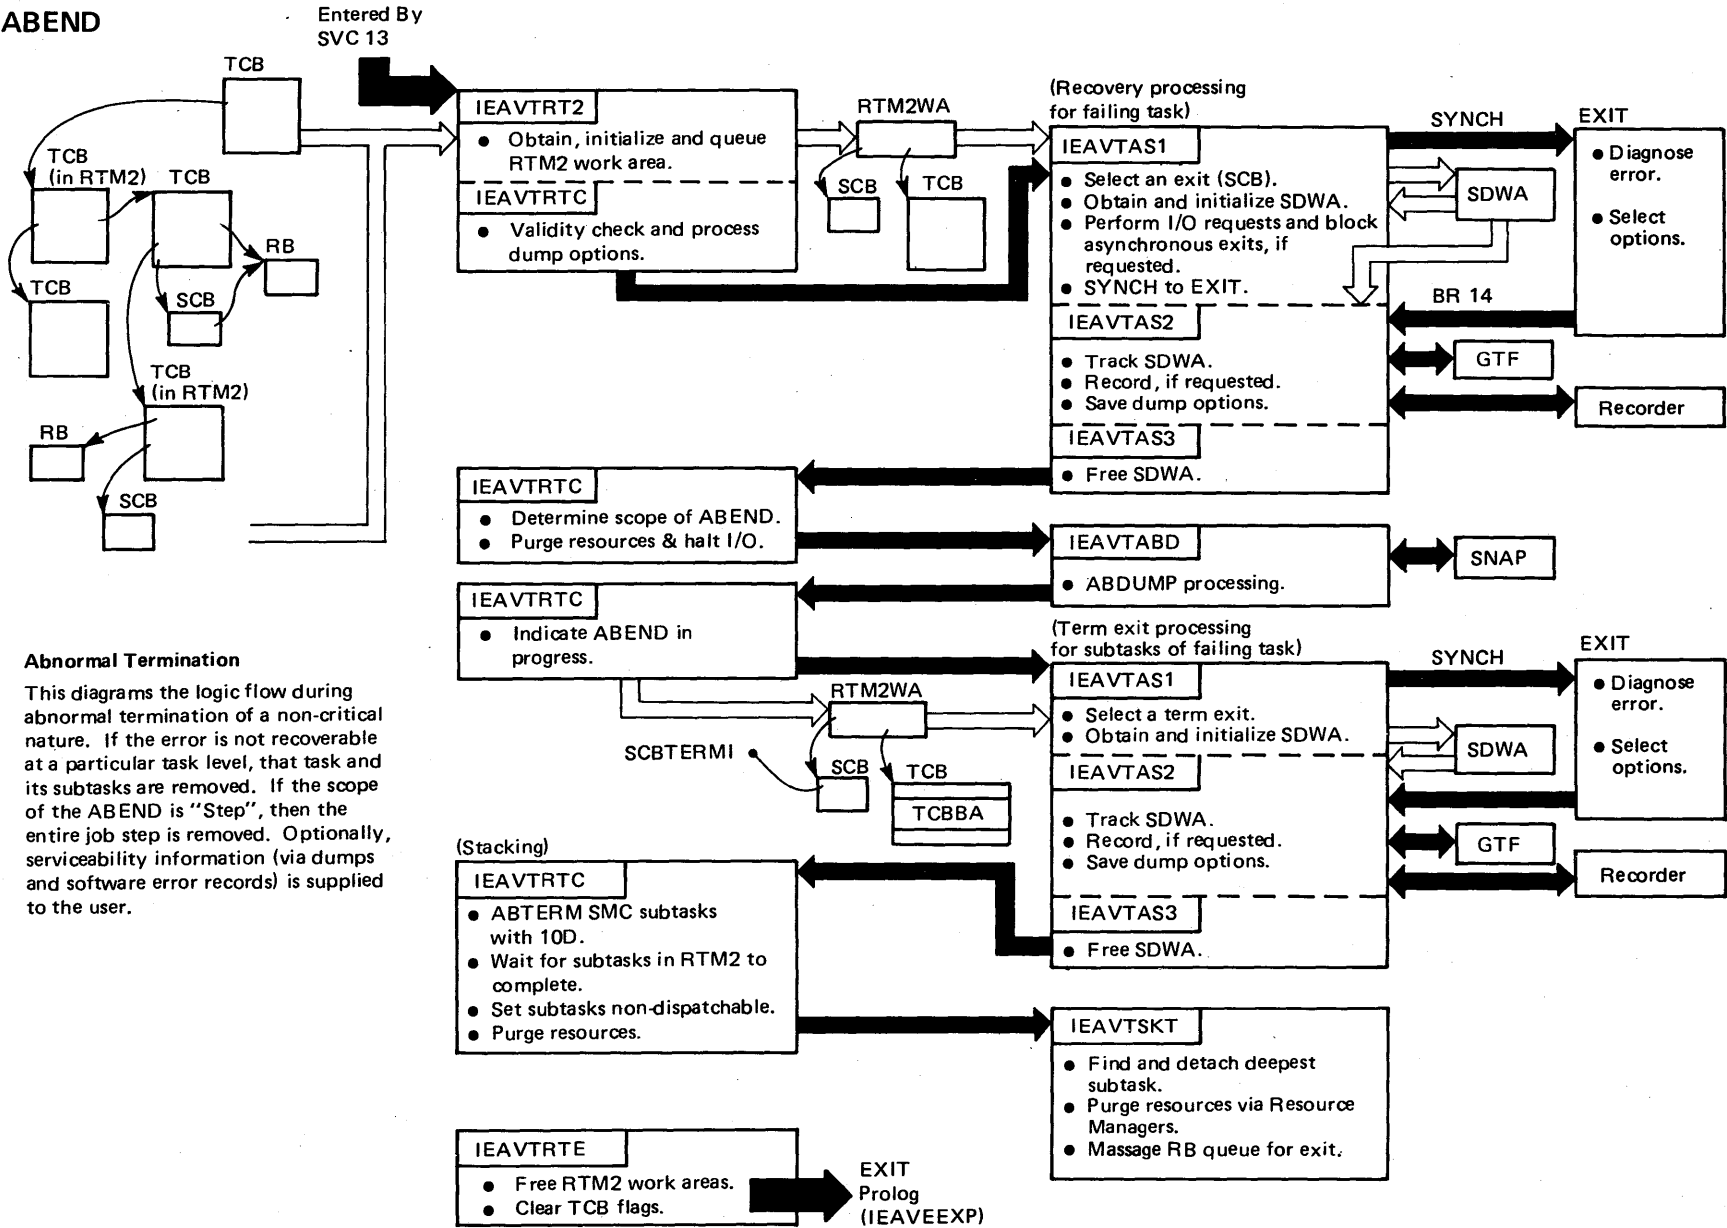 ABEND
Entered By
SVC 13
TCB
TCB
(in RTM2)
TCB
RB
TCB
SCB
TCB
(in RTM2)
RB
SCB
IEAVTRT2
● Obtain, initialize and queue
RTM2 work area.
IEAVTRTC
● Validity check and process
dump options.
RTM2WA
SCB
TCB
(Recovery processing
for failing task)
IEAVTAS1
● Select an exit (SCB).
● Obtain and initialize SDWA.
● Perform I/O requests and block
asynchronous exits, if
requested.
● SYNCH to EXIT.
IEAVTAS2
● Track SDWA.
● Record, if requested.
● Save dump options.
IEAVTAS3
● Free SDWA.
SYNCH
SDWA
BR 14
GTF
Recorder
EXIT
● Diagnose
error.
● Select
options.
IEAVTRTC
● Determine scope of ABEND.
● Purge resources & halt I/O.
IEAVTABD
● ABDUMP processing.
SNAP
IEAVTRTC
● Indicate ABEND in
progress.
RTM2WA
SCBTERMI
SCB
TCB
TCBBA
(Term exit processing
for subtasks of failing task)
IEAVTAS1
● Select a term exit.
● Obtain and initialize SDWA.
IEAVTAS2
● Track SDWA.
● Record, if requested.
● Save dump options.
IEAVTAS3
● Free SDWA.
SYNCH
SDWA
GTF
Recorder
EXIT
● Diagnose
error.
● Select
options.
Abnormal Termination
This diagrams the logic flow during
abnormal termination of a non-critical
nature. If the error is not recoverable
at a particular task level, that task and
its subtasks are removed. If the scope
of the ABEND is "Step", then the
entire job step is removed. Optionally,
serviceability information (via dumps
and software error records) is supplied
to the user.
(Stacking)
IEAVTRTC
● ABTERM SMC subtasks
with 10D.
● Wait for subtasks in RTM2 to
complete.
● Set subtasks non-dispatchable.
● Purge resources.
IEAVTSKT
● Find and detach deepest
subtask.
● Purge resources via Resource
Managers.
● Massage RB queue for exit.
IEAVTRTE
● Free RTM2 work areas.
● Clear TCB flags.
EXIT
Prolog
(IEAVEEXP)